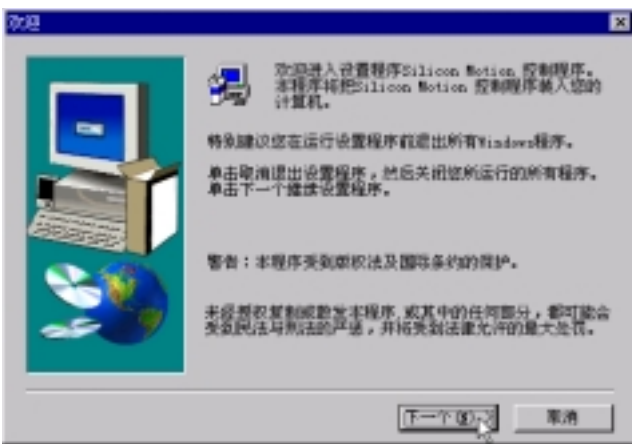 欢迎
欢迎进入设置程序Silicon Motion 控制程序。
本程序将把Silicon Motion 控制程序装入您的
计算机。
特别建议您在运行设置程序前退出所有Windows程序。
单击取消退出设置程序，然后关闭您所运行的所有程序。
单击下一个继续设置程序。
警告：本程序受到版权法及国际条约的保护。
未经授权复制或散发本程序,或其中的任何部分，都可能会
受到民法与刑法的严惩，并将受到法律允许的最大处罚。
下一个
取消